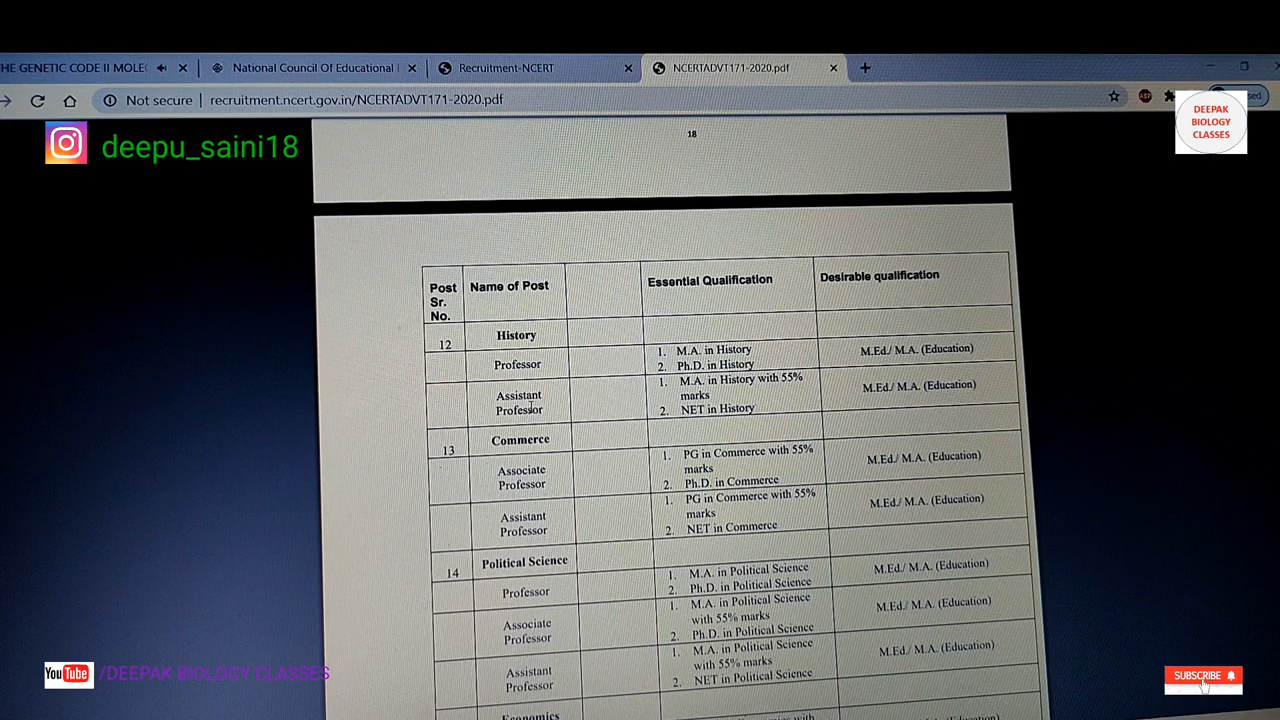 THE GENETIC CODE II MOLE
National Council Of Educational
Recruitment-NCERT
NCERTADVT171-2020.pdf
Not secure
recruitment.ncert.gov.in/NCERTADVT171-2020.pdf
ABP
DEEPAK
BIOLOGY
CLASSES
deepu_saini18
18
Post Sr. No.
Name of Post
Essential Qualification
Desirable qualification
12
History
Professor
1. M.A. in History
2. Ph.D. in History
M.Ed./ M.A. (Education)
Assistant
Professor
1. M.A. in History with 55%
marks
2. NET in History
M.Ed./ M.A. (Education)
13
Commerce
Associate
Professor
1. PG in Commerce with 55%
marks
2. Ph.D. in Commerce
M.Ed./ M.A. (Education)
Assistant
Professor
1. PG in Commerce with 55%
marks
2. NET in Commerce
M.Ed./ M.A. (Education)
14
Political Science
Professor
1. M.A. in Political Science
2. Ph.D. in Political Science
M.Ed./ M.A. (Education)
Associate
Professor
1. M.A. in Political Science
with 55% marks
2. Ph.D. in Political Science
M.Ed./ M.A. (Education)
Assistant
Professor
1. M.A. in Political Science
with 55% marks
2. NET in Political Science
M.Ed./ M.A. (Education)
Economics
YouTube /DEEPAK BIOLOGY CLASSES
SUBSCRIBE